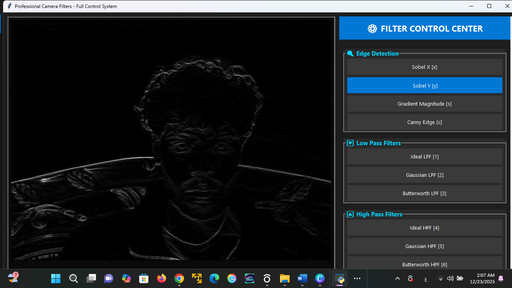 Professional Camera Filters - Full Control System
FILTER CONTROL CENTER
Edge Detection
Sobel X [x]
Sobel Y [y]
Gradient Magnitude [s]
Canny Edge [c]
Low Pass Filters
Ideal LPF [1]
Gaussian LPF [2]
Butterworth LPF [3]
High Pass Filters
Ideal HPF [4]
Gaussian HPF [5]
Butterworth HPF [6]
2:07 AM
12/23/2025